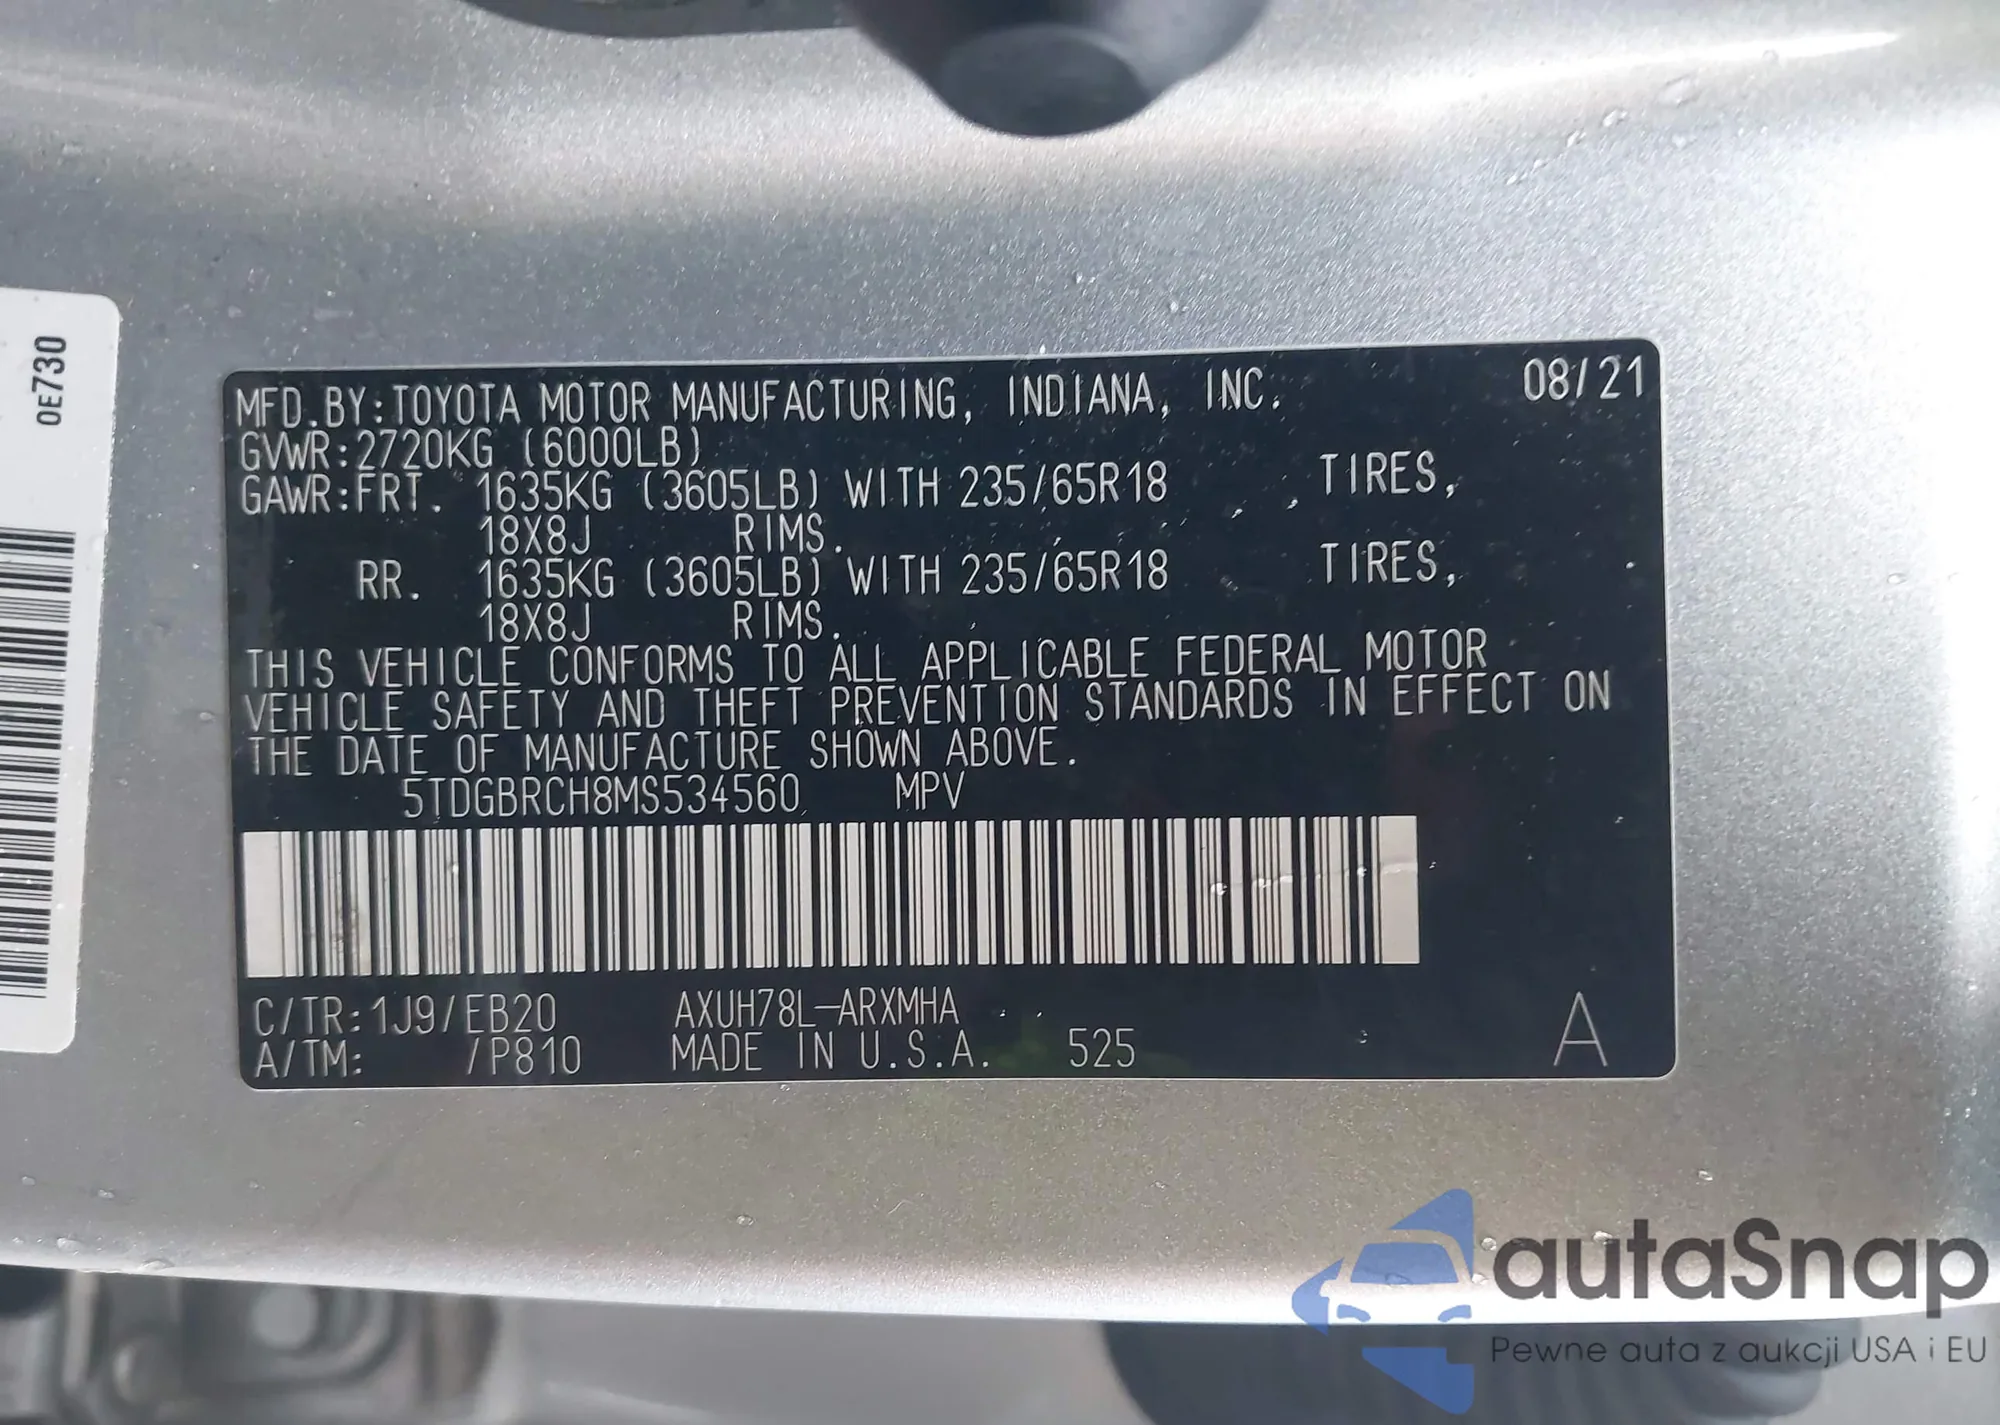 0E730
MFD.BY:TOYOTA MOTOR MANUFACTURING, INDIANA, INC. 08/21
GVWR:2720KG (6000LB)
GAWR:FRT. 1635KG (3605LB) WITH 235/65R18 TIRES,
18X8J RIMS.
RR. 1635KG (3605LB) WITH 235/65R18 TIRES,
18X8J RIMS.
THIS VEHICLE CONFORMS TO ALL APPLICABLE FEDERAL MOTOR
VEHICLE SAFETY AND THEFT PREVENTION STANDARDS IN EFFECT ON
THE DATE OF MANUFACTURE SHOWN ABOVE.
5TDGBRCH8MS534560 MPV
C/TR:1J9/EB20 AXUH78L-ARXMHA
A/TM: /P810 MADE IN U.S.A. 525 A
autaSnap
Pewne auta z aukcji USA i EU